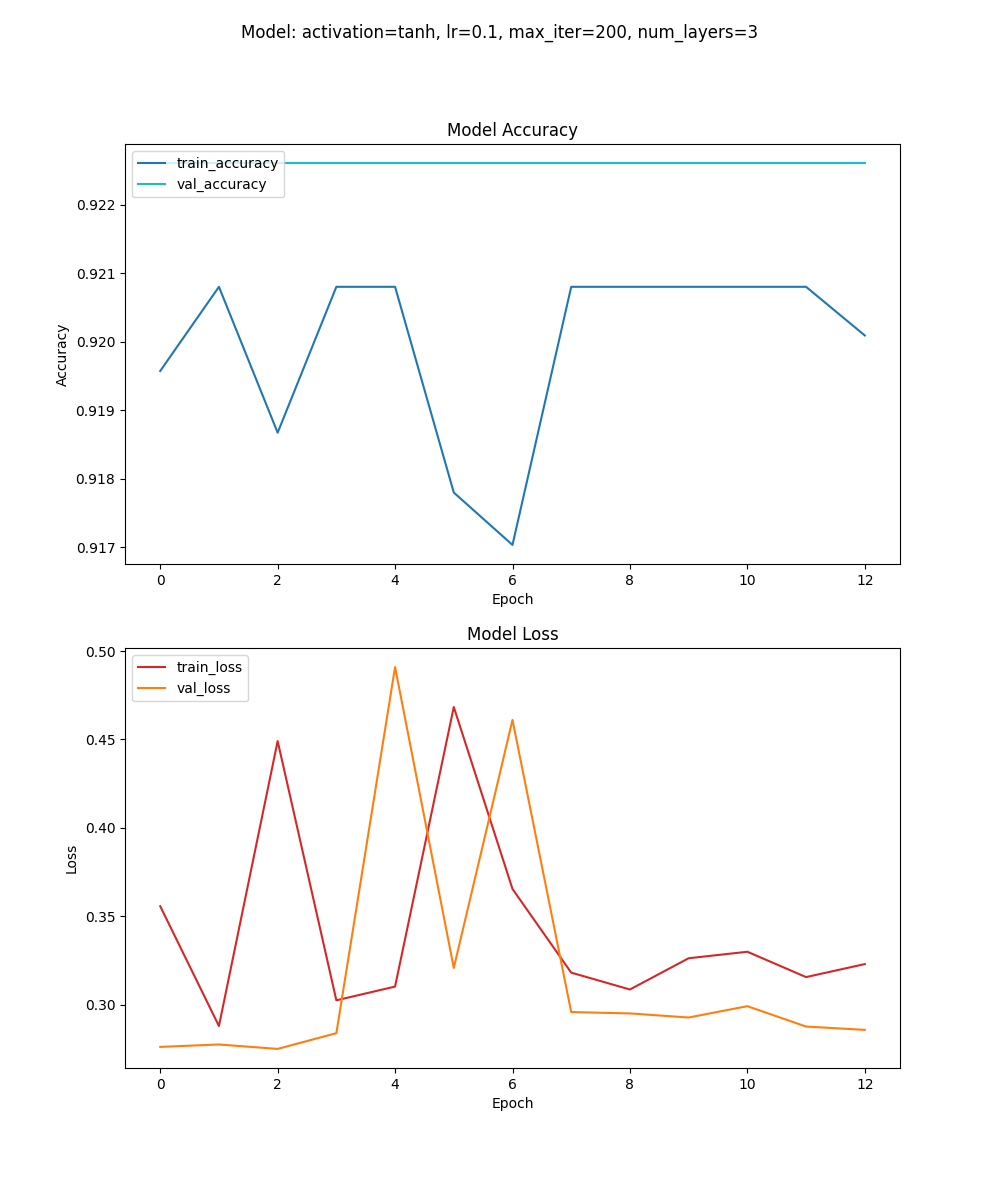 Model: activation=tanh, lr=0.1, max_iter=200, num_layers=3
Model Accuracy
train_accuracy
val_accuracy
0.922
0.921
0.920
0.919
0.918
0.917
Accuracy
0 2 4 6 8 10 12
Epoch
Model Loss
train_loss
val_loss
0.50
0.45
0.40
0.35
0.30
Loss
0 2 4 6 8 10 12
Epoch